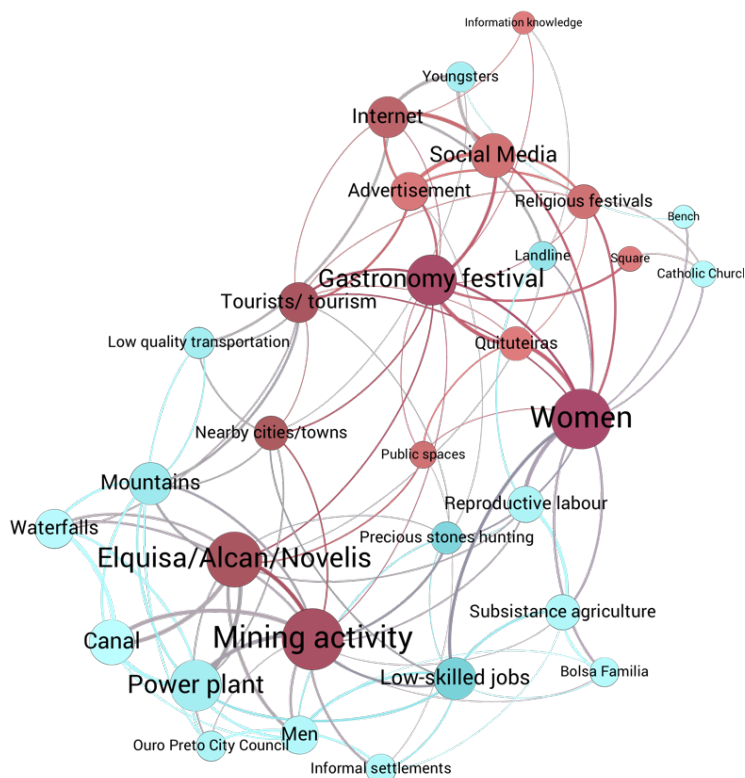 Information knowledge
Youngsters
Internet
Social Media
Advertisement
Religious festivals
Bench
Landline
Square
Gastronomy festival
Catholic Church
Tourists/ tourism
Low quality transportation
Quituteiras
Women
Nearby cities/towns
Public spaces
Mountains
Reproductive labour
Waterfalls
Precious stones hunting
Elquisa/Alcan/Novelis
Subsistance agriculture
Canal
Mining activity
Bolsa Familia
Low-skilled jobs
Power plant
Men
Ouro Preto City Council
Informal settlements